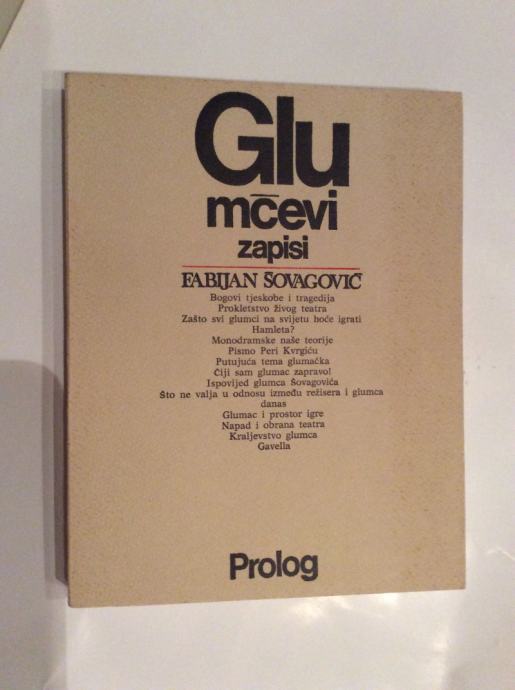 Glu
mčevi
zapisi
FABIJAN ŠOVAGOVIĆ
Bogovi tjeskobe i tragedija
Prokletstvo živog teatra
Zašto svi glumci na svijetu hoće igrati
Hamleta?
Monodramske naše teorije
Pismo Peri Kvrgiću
Putujuća tema glumačka
Čiji sam glumac zapravo!
Ispovijed glumca Šovagovića
Što ne valja u odnosu između režisera i glumca
danas
Glumac i prostor igre
Napad i obrana teatra
Kraljevstvo glumca
Gavella
Prolog